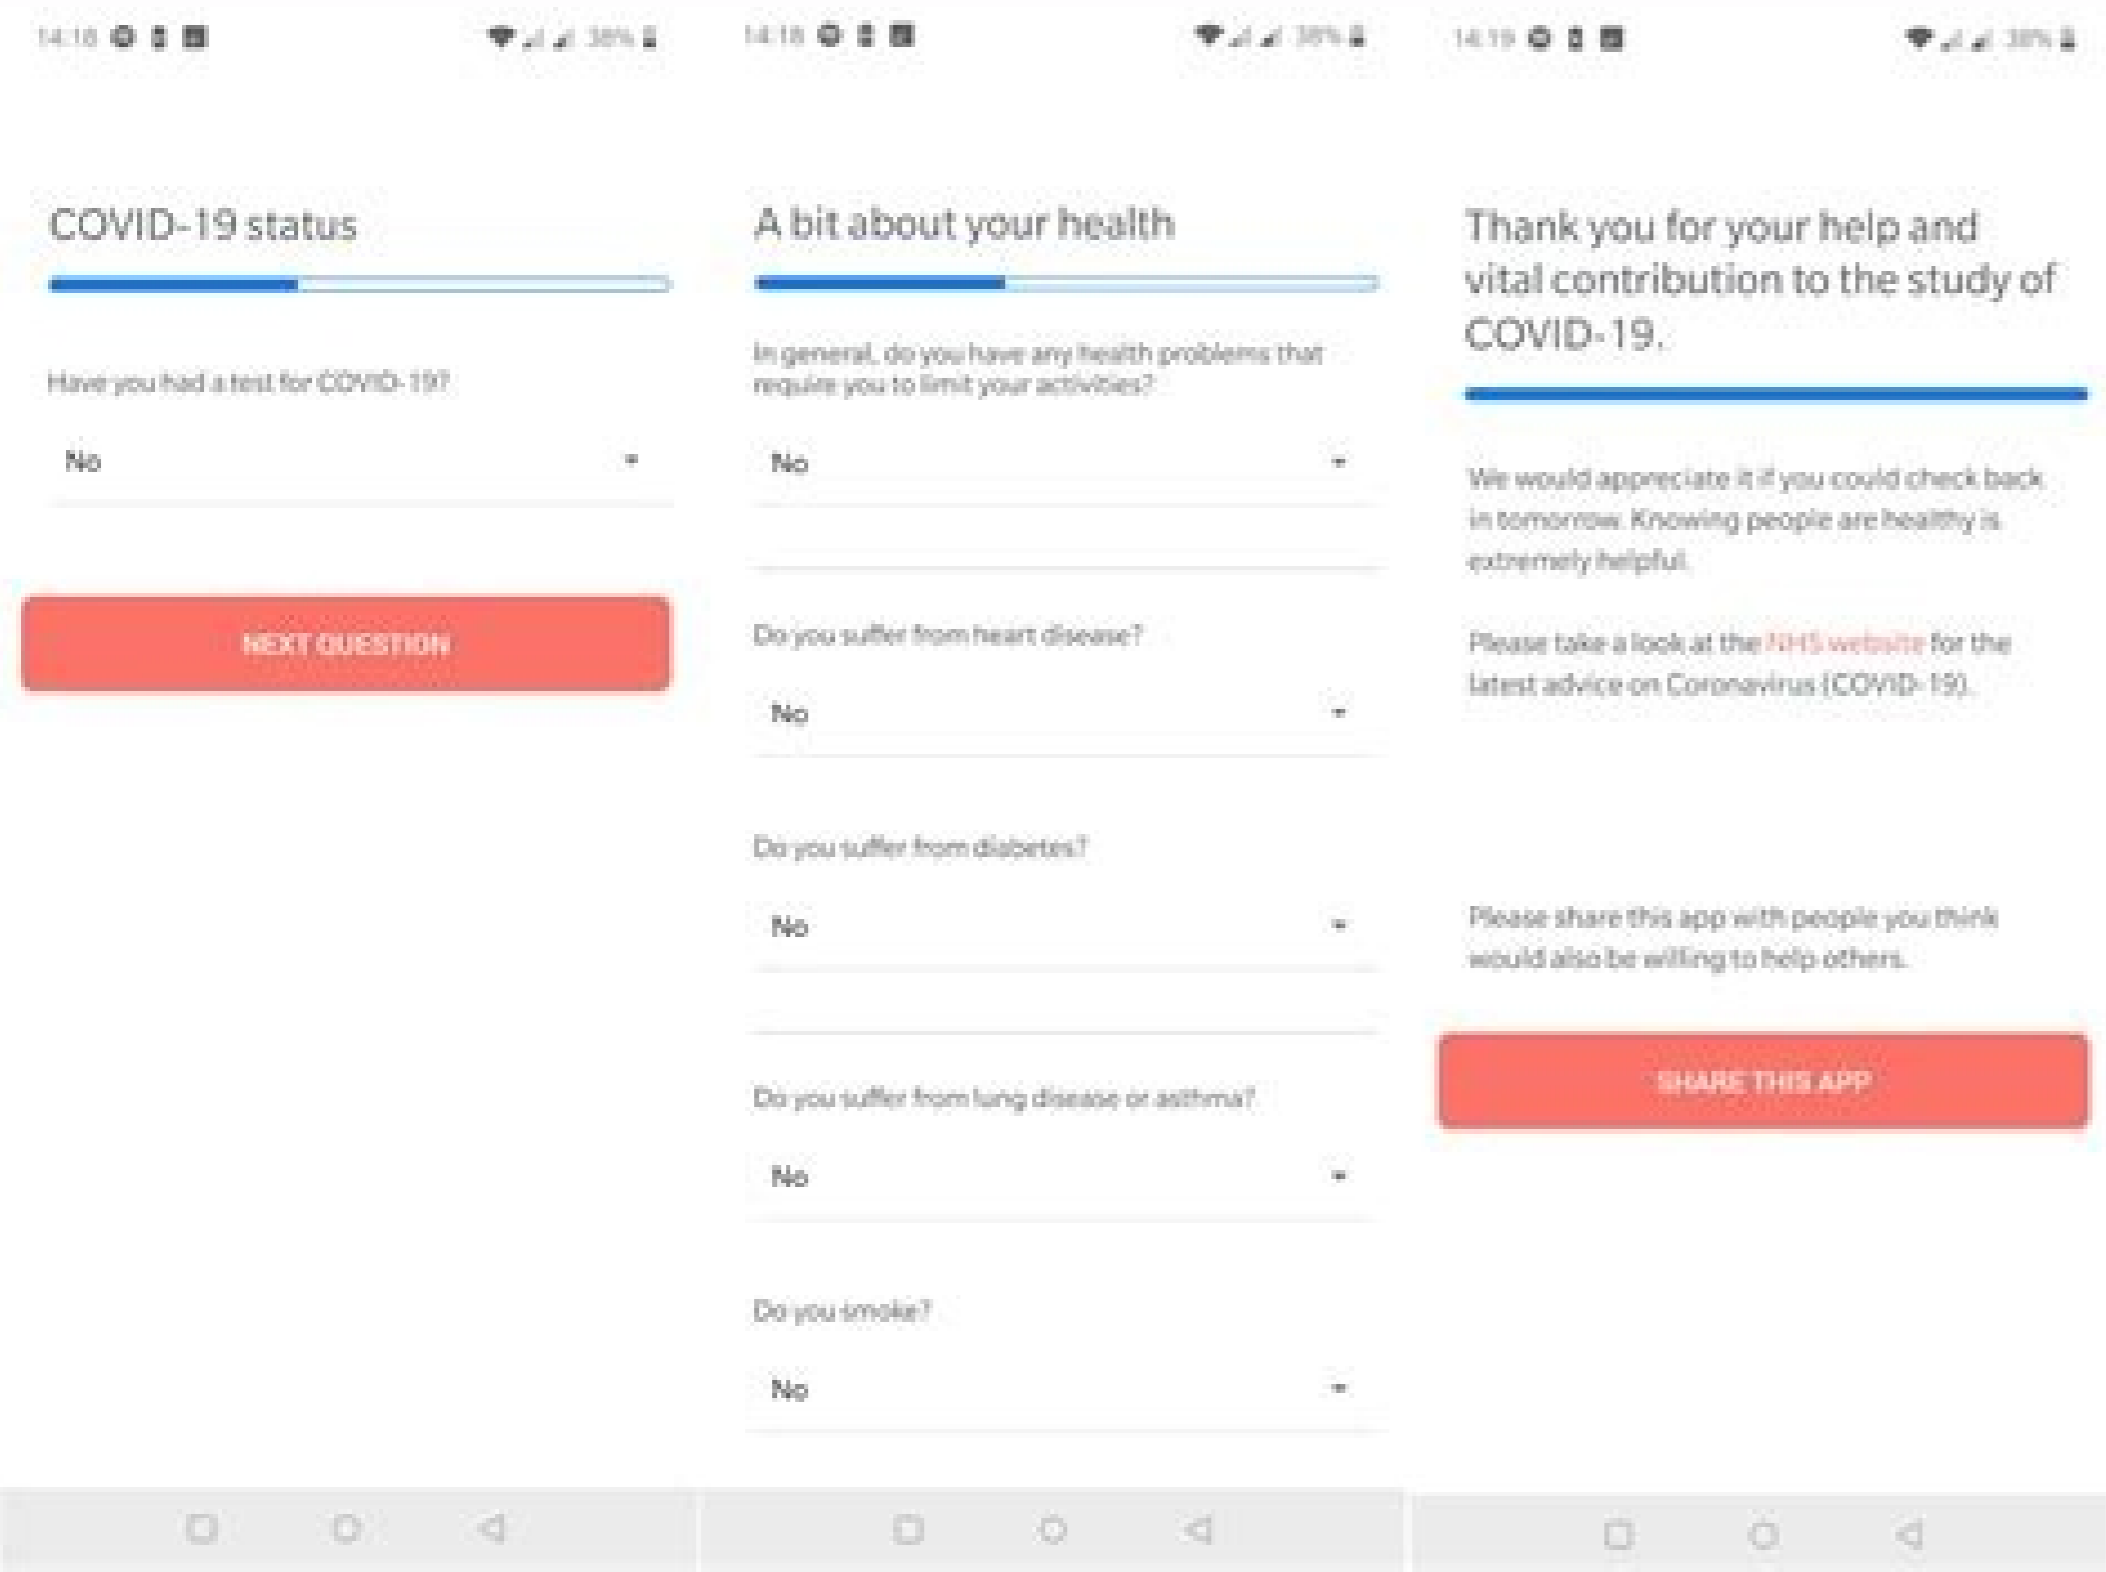 14:18
38%
COVID-19 status
Have you had a test for COVID-19?
No
NEXT QUESTION
14:18
38%
A bit about your health
In general, do you have any health problems that
require you to limit your activities?
No
Do you suffer from heart disease?
No
Do you suffer from diabetes?
No
Do you suffer from lung disease or asthma?
No
Do you smoke?
No
14:19
38%
Thank you for your help and
vital contribution to the study of
COVID-19.
We would appreciate it if you could check back
in tomorrow. Knowing people are healthy is
extremely helpful.
Please take a look at the NHS website for the
latest advice on Coronavirus (COVID-19).
Please share this app with people you think
would also be willing to help others.
SHARE THIS APP